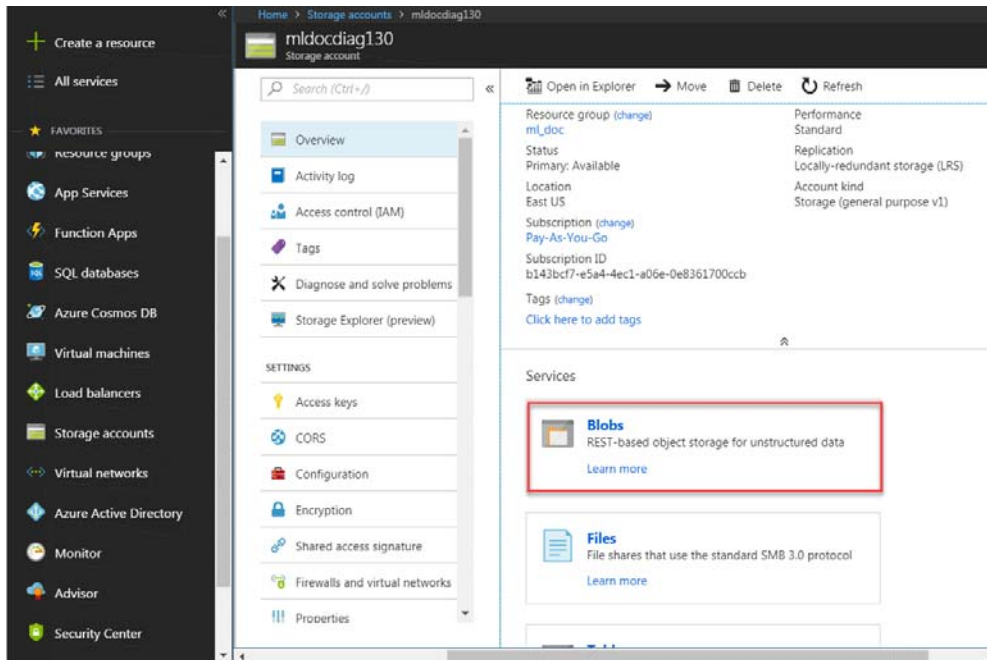 Home > Storage accounts > mldocdiag130
mldocdiag130
Storage account
Create a resource
All services
FAVORITES
Resource groups
App Services
Function Apps
SQL databases
Azure Cosmos DB
Virtual machines
Load balancers
Storage accounts
Virtual networks
Azure Active Directory
Monitor
Advisor
Security Center
Search (Ctrl+/)
Overview
Activity log
Access control (IAM)
Tags
Diagnose and solve problems
Storage Explorer (preview)
SETTINGS
Access keys
CORS
Configuration
Encryption
Shared access signature
Firewalls and virtual networks
Properties
Open in Explorer Move Delete Refresh
Resource group (change)
ml_doc
Status
Primary: Available
Location
East US
Subscription (change)
Pay-As-You-Go
Subscription ID
b143bcf7-e5a4-4ec1-a06e-0e8361700ccb
Tags (change)
Click here to add tags
Performance
Standard
Replication
Locally-redundant storage (LRS)
Account kind
Storage (general purpose v1)
Services
Blobs
REST-based object storage for unstructured data
Learn more
Files
File shares that use the standard SMB 3.0 protocol
Learn more